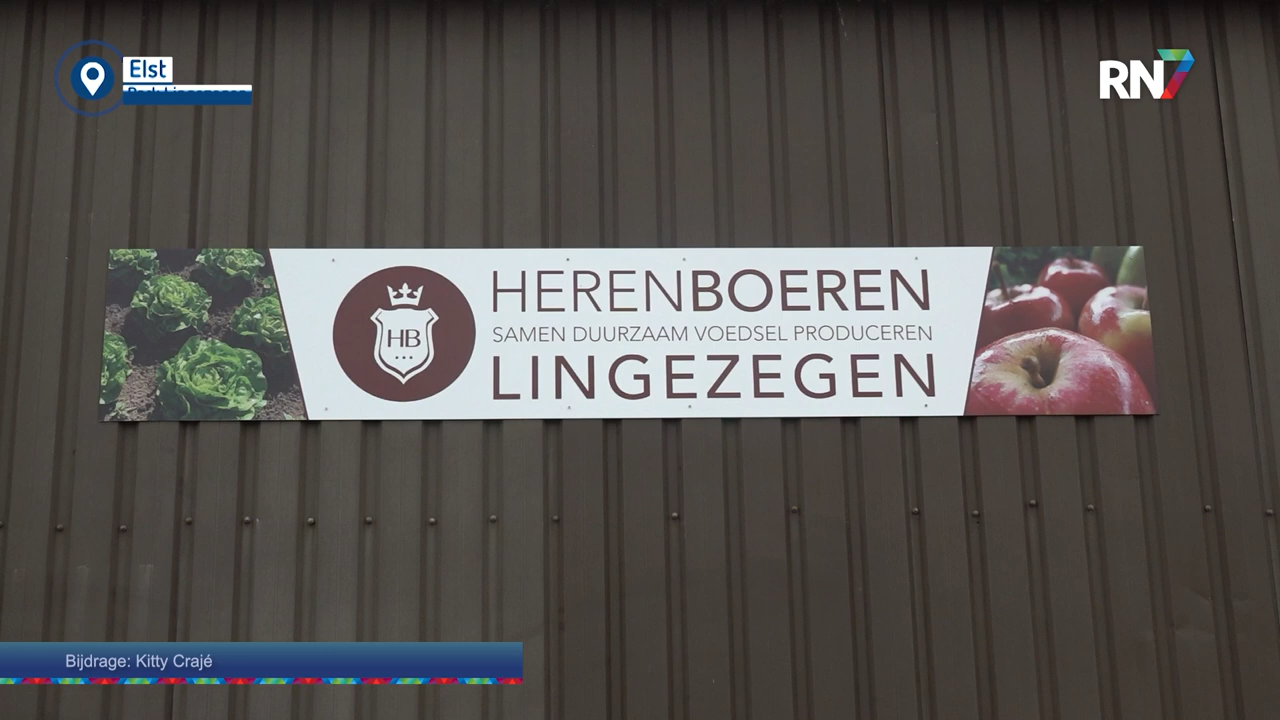 Elst
RN7
HERENBOEREN
HB
SAMEN DUURZAAM VOEDSEL PRODUCEREN
LINGEZEGEN
Bijdrage: Kitty Crajé